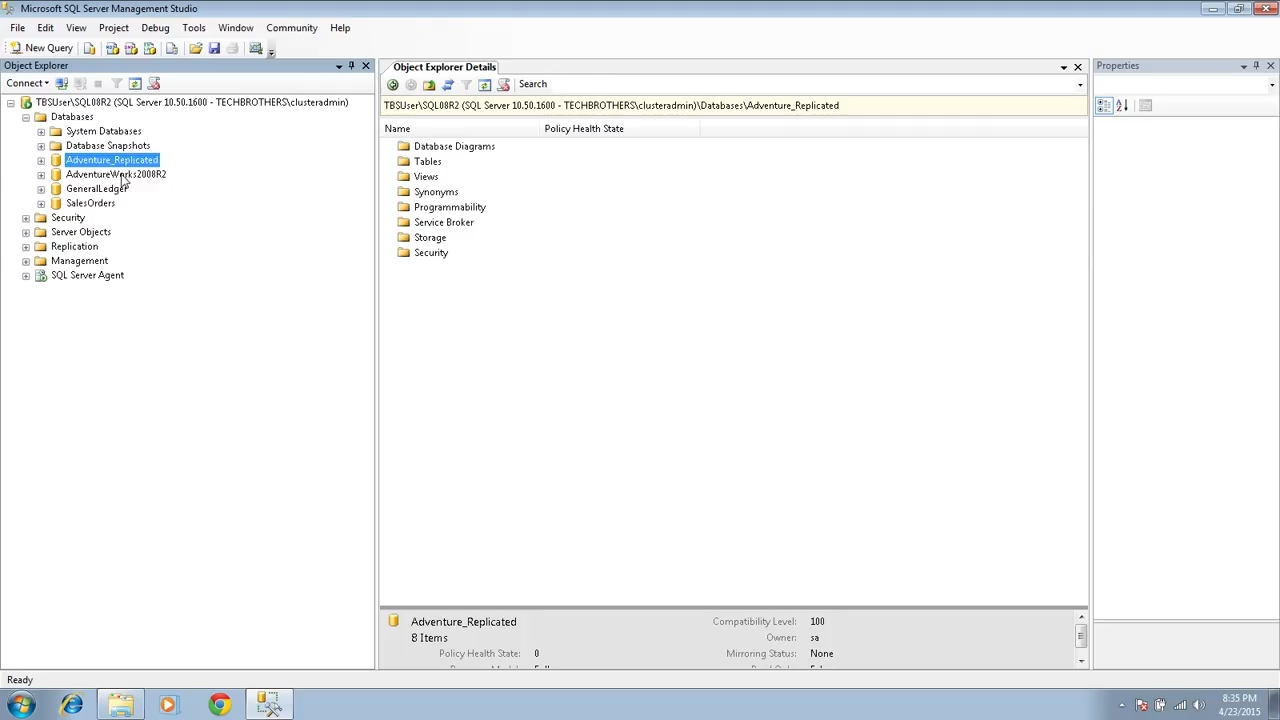 Microsoft SQL Server Management Studio
File Edit View Project Debug Tools Window Community Help
New Query
Object Explorer
Connect
TBSUser\SQL08R2 (SQL Server 10.50.1600 - TECHBROTHERS\clusteradmin)
Databases
System Databases
Database Snapshots
Adventure_Replicated
AdventureWorks2008R2
GeneralLedger
SalesOrders
Security
Server Objects
Replication
Management
SQL Server Agent
Object Explorer Details
Search
TBSUser\SQL08R2 (SQL Server 10.50.1600 - TECHBROTHERS\clusteradmin)\Databases\Adventure_Replicated
Name Policy Health State
Database Diagrams
Tables
Views
Synonyms
Programmability
Service Broker
Storage
Security
Adventure_Replicated Compatibility Level: 100
8 Items Owner: sa
Policy Health State: 0 Mirroring Status: None
Properties
Ready
8:35 PM
4/23/2015